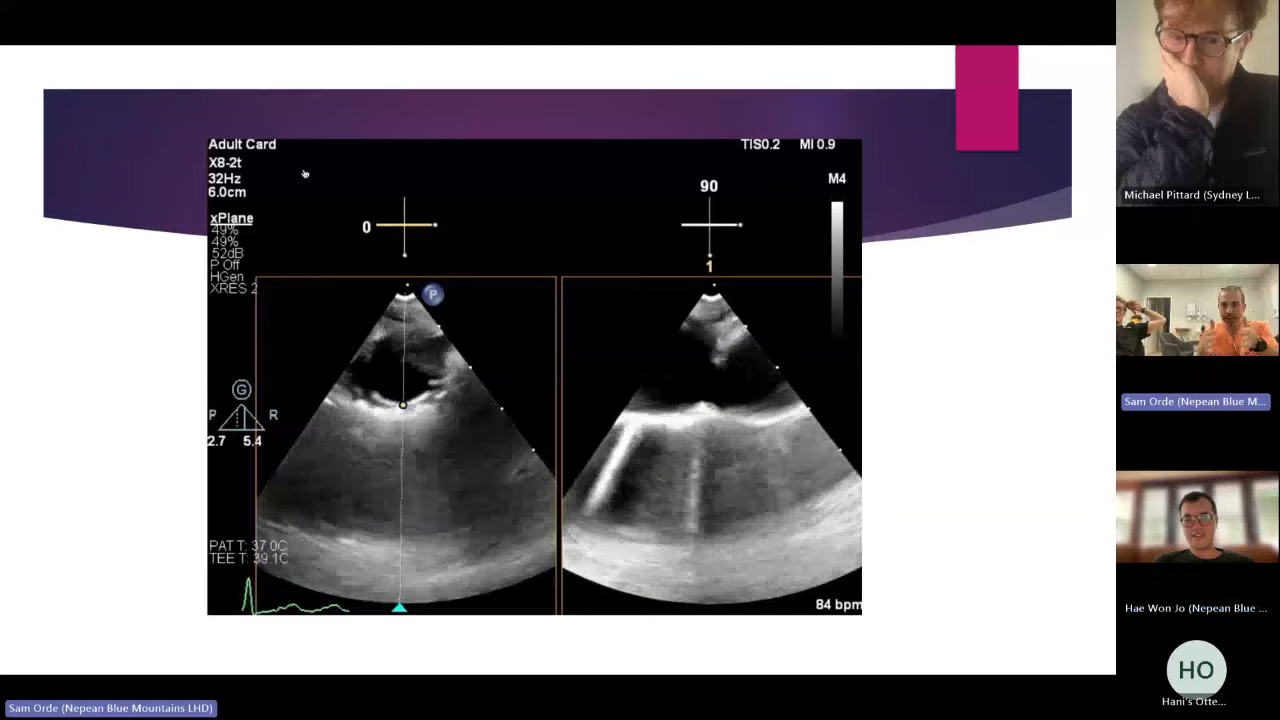 Adult Card
TIS0.2 MI 0.9
X8-2t
32Hz
6.0cm
M4
90
xPlane
49%
49%
52dB
P Off
HGen
XRES 2
0
1
P
G
P R
2.7 5.4
PAT T: 37.0C
TEE T: 39.1C
84 bpm
Michael Pittard (Sydney L...
Sam Orde (Nepean Blue M...
Hae Won Jo (Nepean Blue ...
HO
Hani's Otte...
Sam Orde (Nepean Blue Mountains LHD)